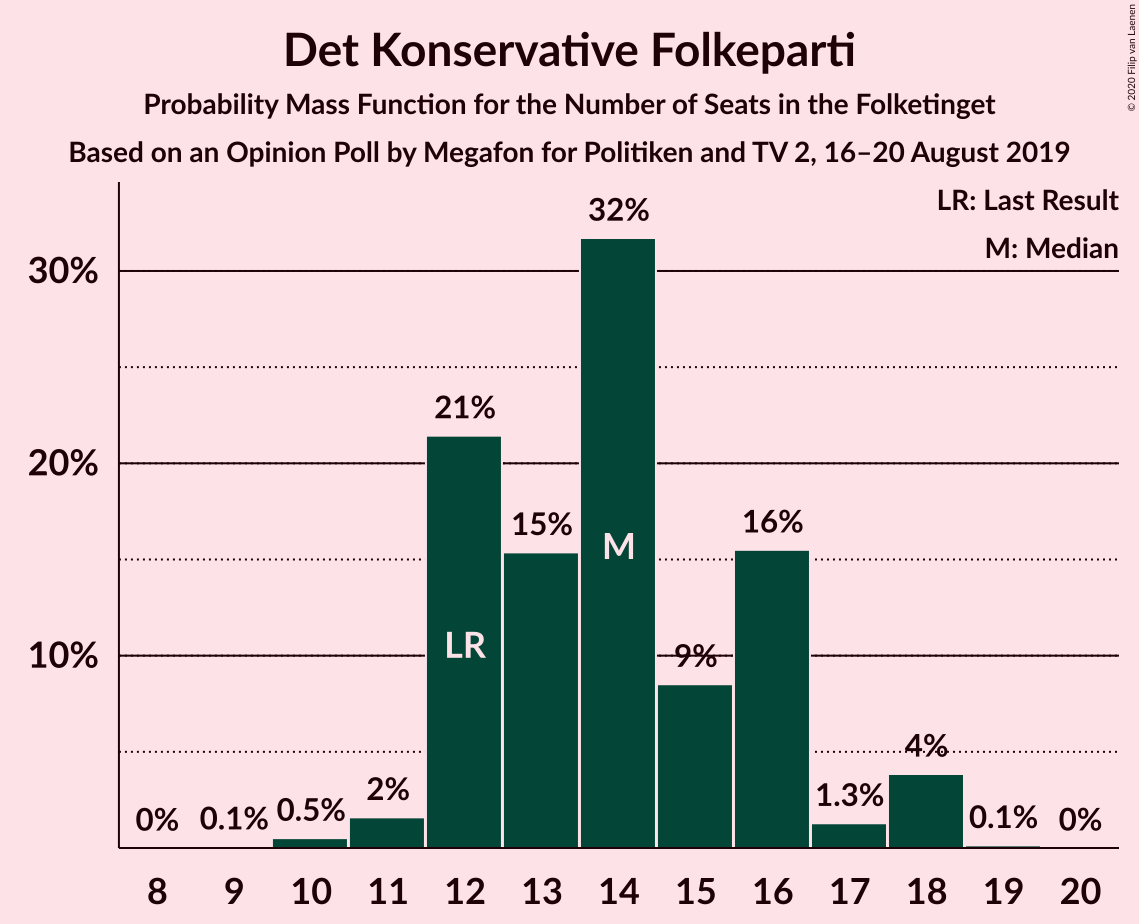 Det Konservative Folkeparti
Probability Mass Function for the Number of Seats in the Folketinget
Based on an Opinion Poll by Megafon for Politiken and TV 2, 16–20 August 2019
© 2020 Filip van Laenen
LR: Last Result
M: Median
30%
20%
10%
0%
0.1%
0.5%
2%
21%
15%
32%
9%
16%
1.3%
4%
0.1%
0%
LR
M
8 9 10 11 12 13 14 15 16 17 18 19 20